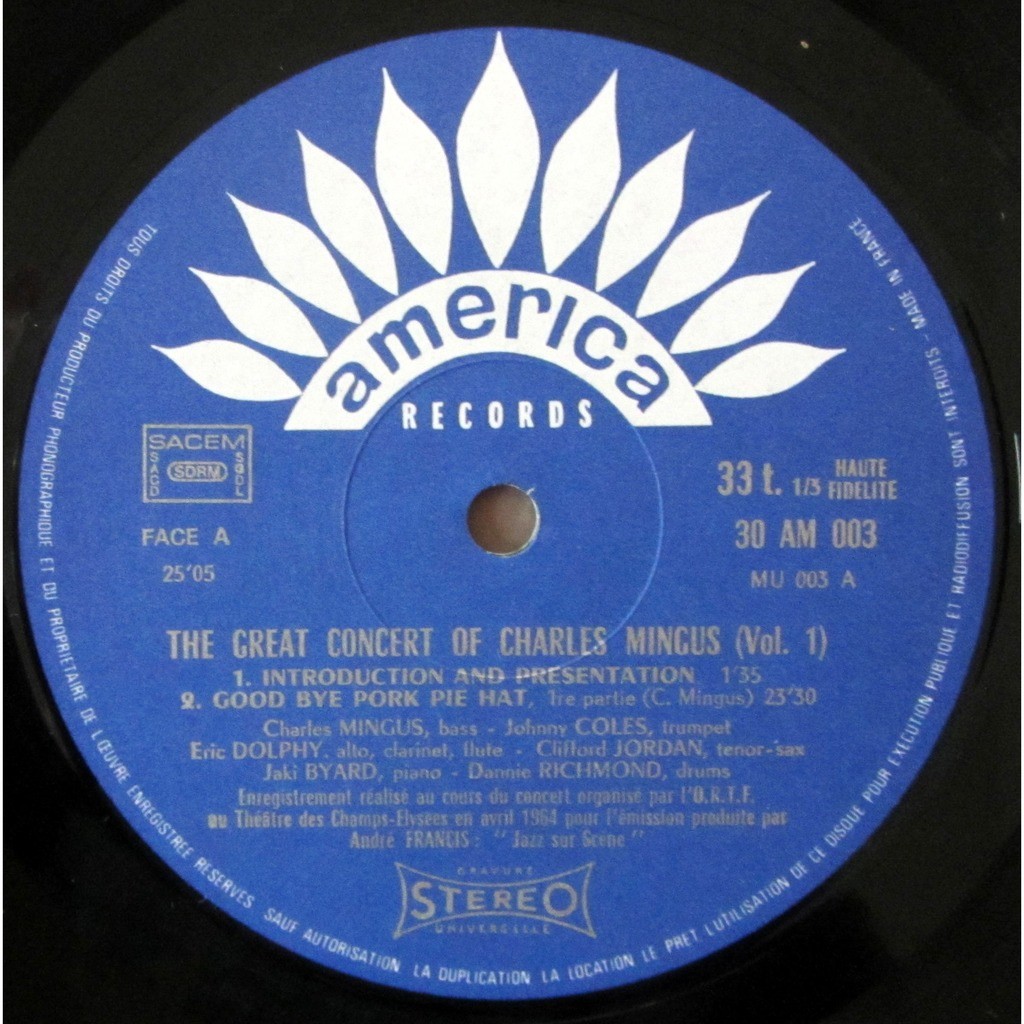 america
RECORDS
SACEM
SACD SDRM SGDL
FACE A
25'05
33 t. 1/3 HAUTE FIDELITE
30 AM 003
MU 003 A
THE GREAT CONCERT OF CHARLES MINGUS (Vol. 1)
1. INTRODUCTION AND PRESENTATION 1'35
2. GOOD BYE PORK PIE HAT, 1re partie (C. Mingus) 23'30
Charles MINGUS, bass - Johnny COLES, trumpet
Eric DOLPHY, alto, clarinet, flute - Clifford JORDAN, tenor-sax
Jaki BYARD, piano - Dannie RICHMOND, drums
Enregistrement réalisé au cours du concert organisé par l'O.R.T.F.
au Théâtre des Champs-Elysées en avril 1964 pour l'émission produite par
André FRANCIS : "Jazz sur Scène"
GRAVURE
STEREO
UNIVERSELLE
TOUS DROITS DU PRODUCTEUR PHONOGRAPHIQUE ET DU PROPRIETAIRE DE L'ŒUVRE ENREGISTREE RESERVES SAUF AUTORISATION LA DUPLICATION LA LOCATION LE PRET L'UTILISATION DE CE DISQUE POUR EXECUTION PUBLIQUE ET RADIODIFFUSION SONT INTERDITS - MADE IN FRANCE